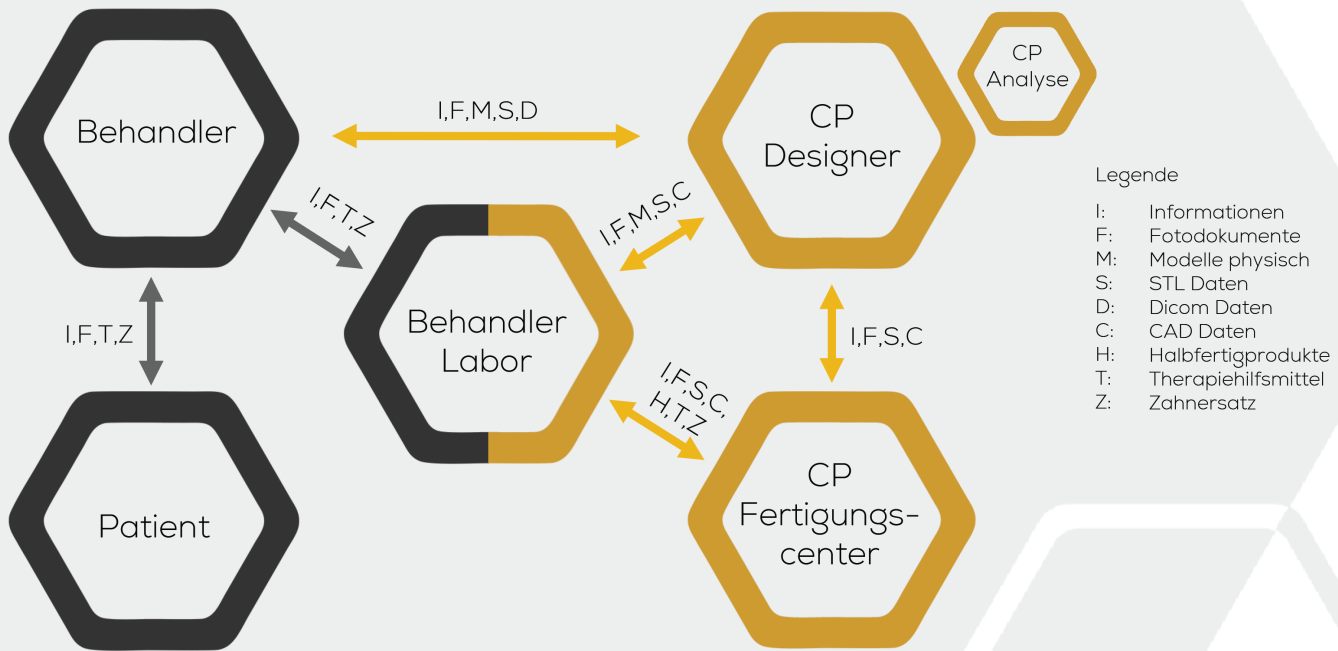 Behandler
I,F,M,S,D
CP
Designer
CP
Analyse
I,F,T,Z
I,F,M,S,C
Behandler
Labor
I,F,T,Z
I,F,S,C
I,F,S,C,
H,T,Z
Patient
CP
Fertigungs-
center
Legende
I: Informationen
F: Fotodokumente
M: Modelle physisch
S: STL Daten
D: Dicom Daten
C: CAD Daten
H: Halbfertigprodukte
T: Therapiehilfsmittel
Z: Zahnersatz